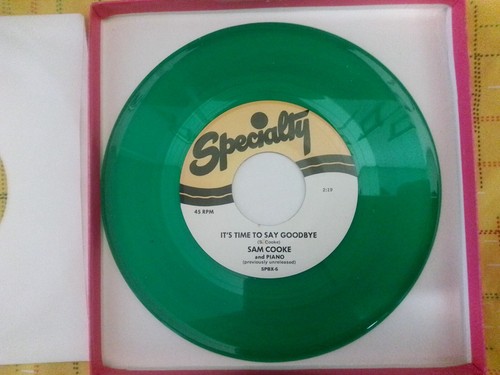 Specialty
2:19
45 RPM
IT'S TIME TO SAY GOODBYE
(S. Cooke)
SAM COOKE
and PIANO
(previously unreleased)
SPBX-6